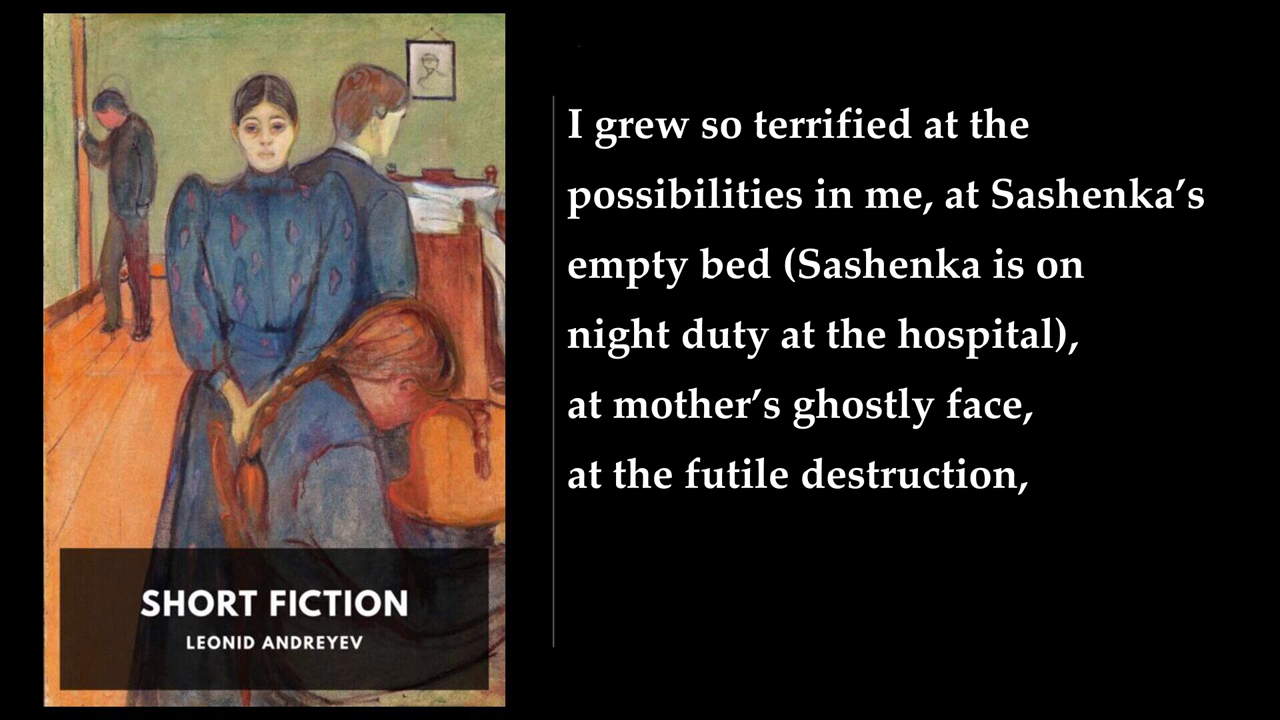 SHORT FICTION
LEONID ANDREYEV
I grew so terrified at the
possibilities in me, at Sashenka’s
empty bed (Sashenka is on
night duty at the hospital),
at mother’s ghostly face,
at the futile destruction,